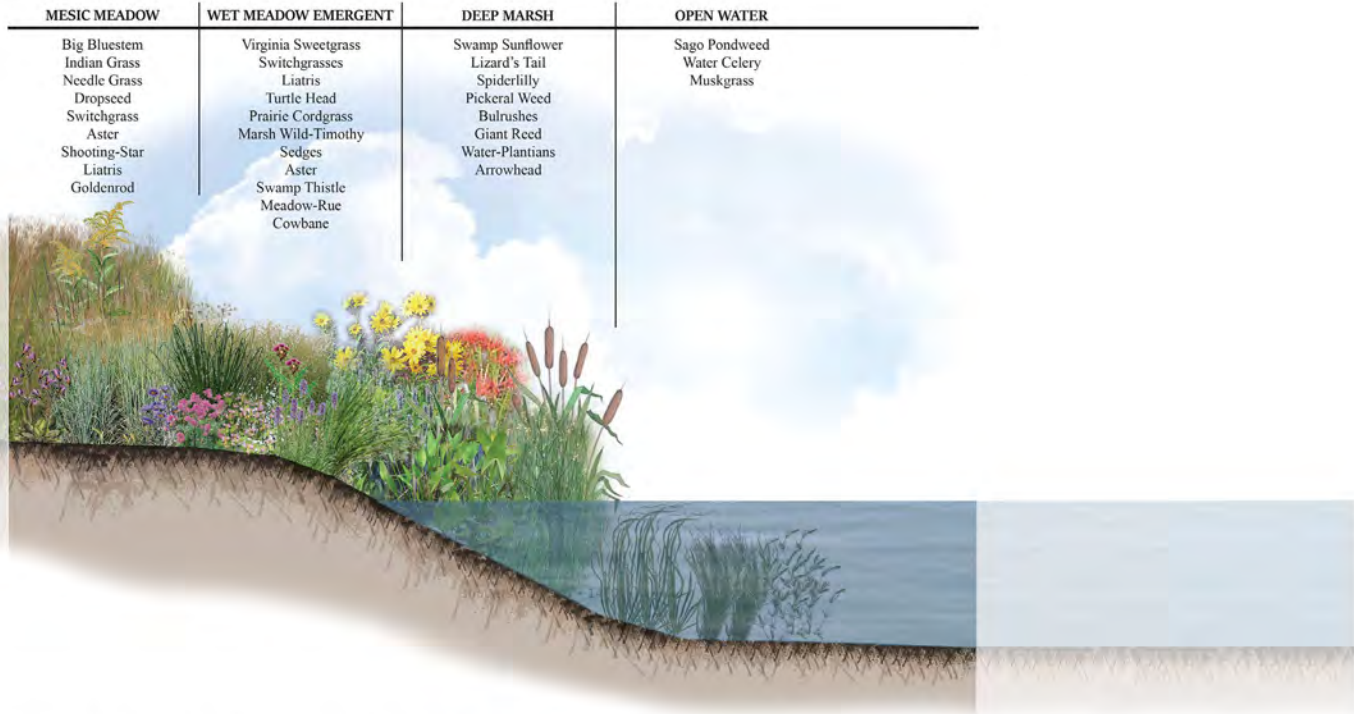 MESIC MEADOW
Big Bluestem
Indian Grass
Needle Grass
Dropseed
Switchgrass
Aster
Shooting-Star
Liatris
Goldenrod
WET MEADOW EMERGENT
Virginia Sweetgrass
Switchgrasses
Liatris
Turtle Head
Prairie Cordgrass
Marsh Wild-Timothy
Sedges
Aster
Swamp Thistle
Meadow-Rue
Cowbane
DEEP MARSH
Swamp Sunflower
Lizard's Tail
Spiderlilly
Pickeral Weed
Bulrushes
Giant Reed
Water-Plantians
Arrowhead
OPEN WATER
Sago Pondweed
Water Celery
Muskgrass